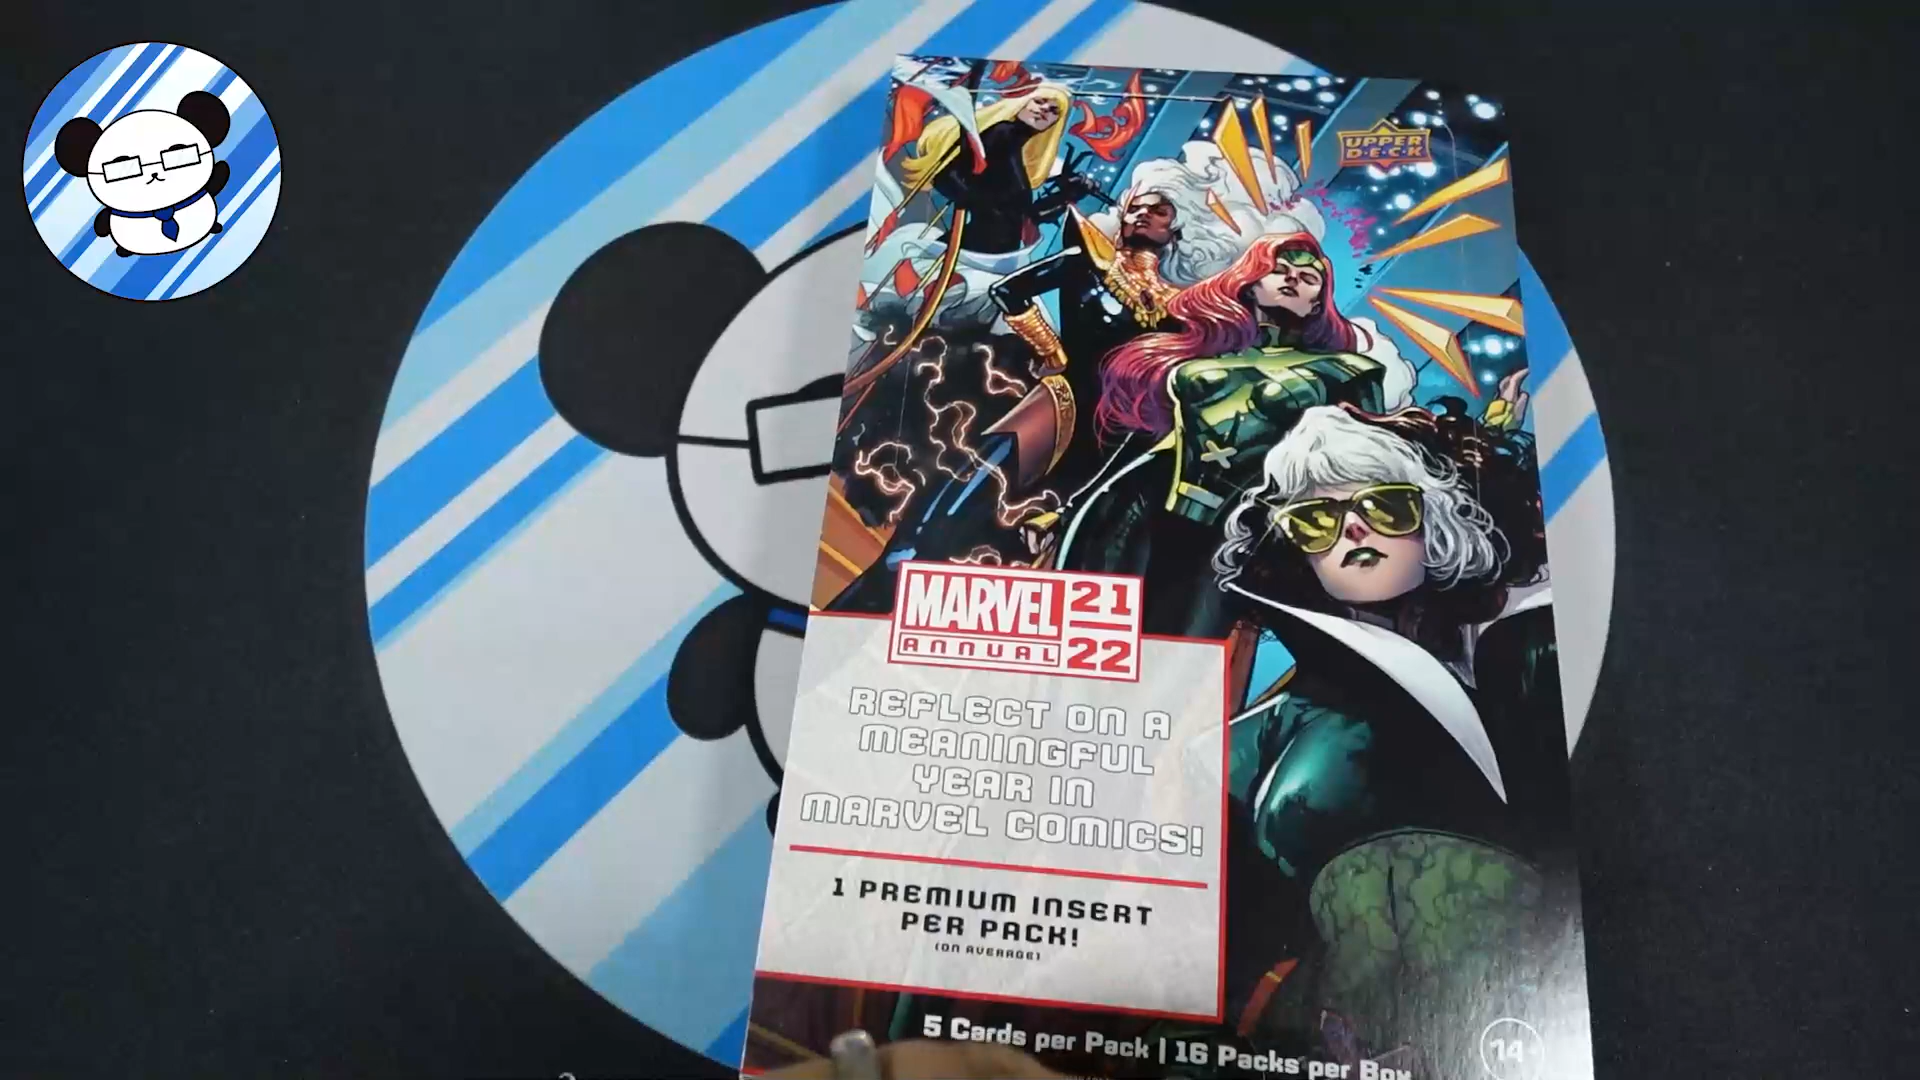 UPPER
D·E·C·K
MARVEL
ANNUAL
21
22
REFLECT ON A
MEANINGFUL
YEAR IN
MARVEL COMICS!
1 PREMIUM INSERT
PER PACK!
(ON AVERAGE)
5 Cards per Pack | 16 Packs per Box
14+